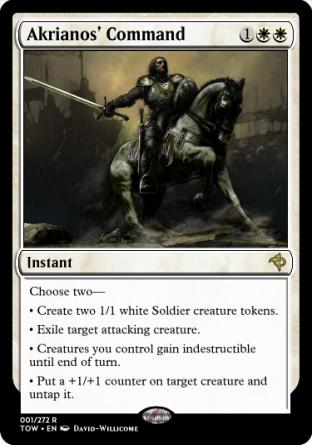 Akrianos' Command 1
Instant
Choose two—
• Create two 1/1 white Soldier creature tokens.
• Exile target attacking creature.
• Creatures you control gain indestructible
until end of turn.
• Put a +1/+1 counter on target creature and
untap it.
001/272 R
TOW • EN David-Willicome